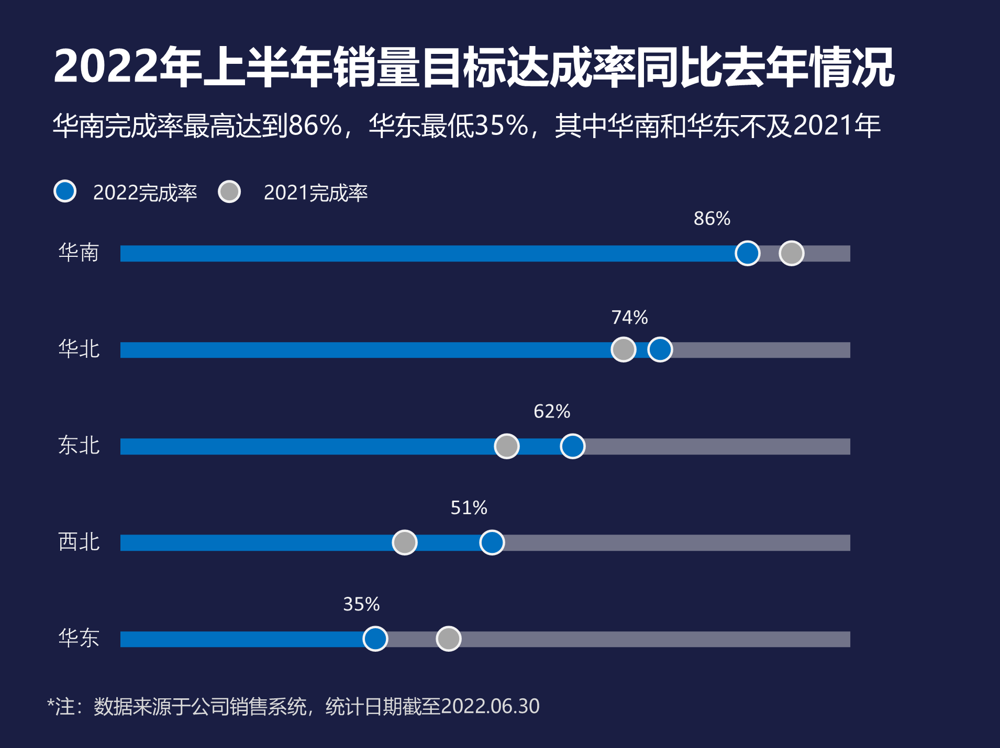 2022年上半年销量目标达成率同比去年情况
华南完成率最高达到86%，华东最低35%，其中华南和华东不及2021年
2022完成率 2021完成率
86%
华南
74%
华北
62%
东北
51%
西北
35%
华东
*注：数据来源于公司销售系统，统计日期截至2022.06.30